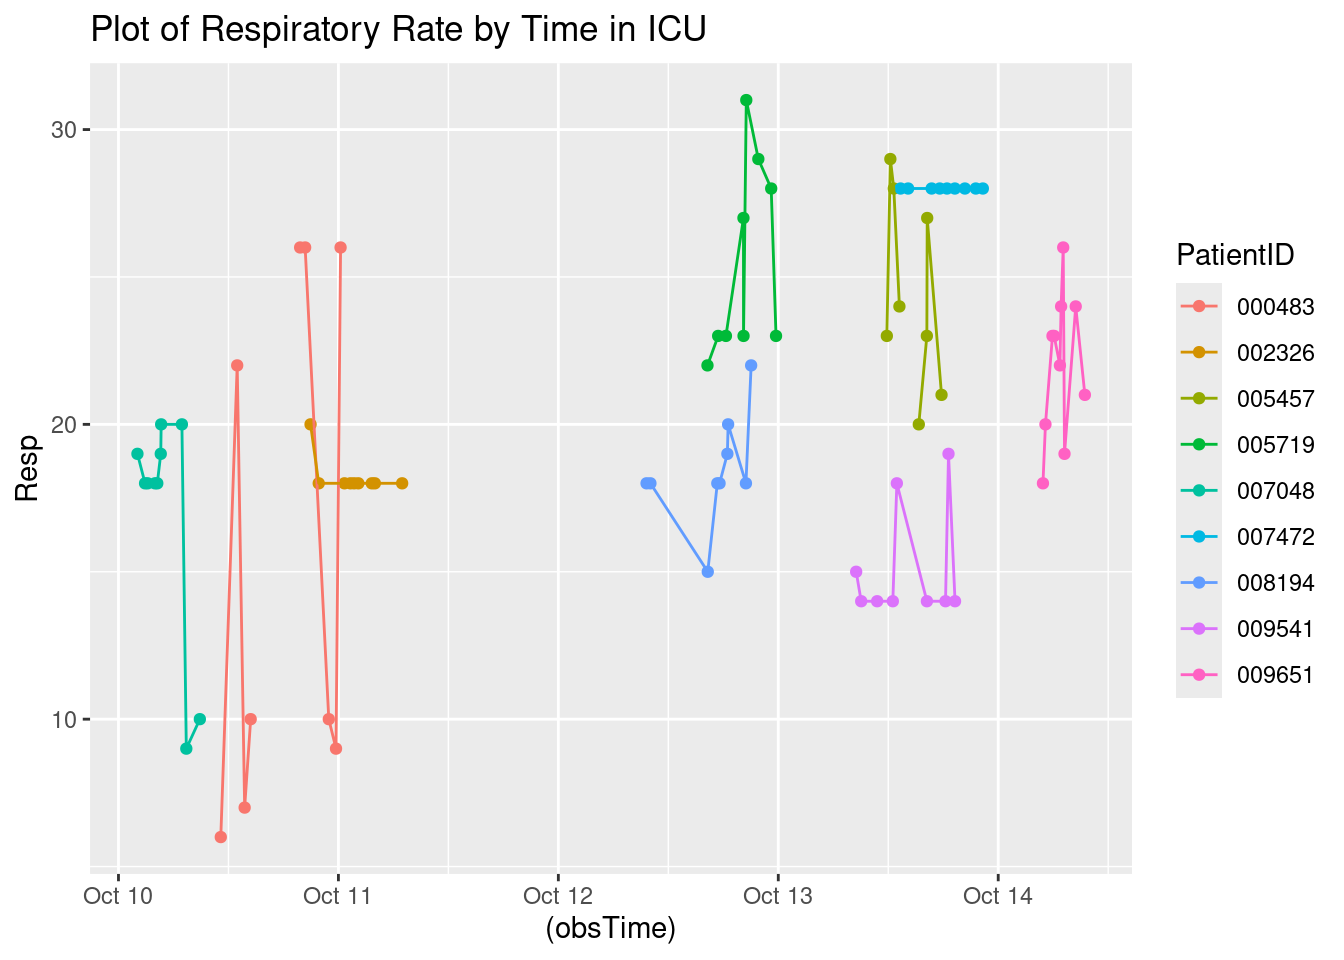 Plot of Respiratory Rate by Time in ICU
Resp
30
20
10
Oct 10
Oct 11
Oct 12
Oct 13
Oct 14
(obsTime)
PatientID
000483
002326
005457
005719
007048
007472
008194
009541
009651